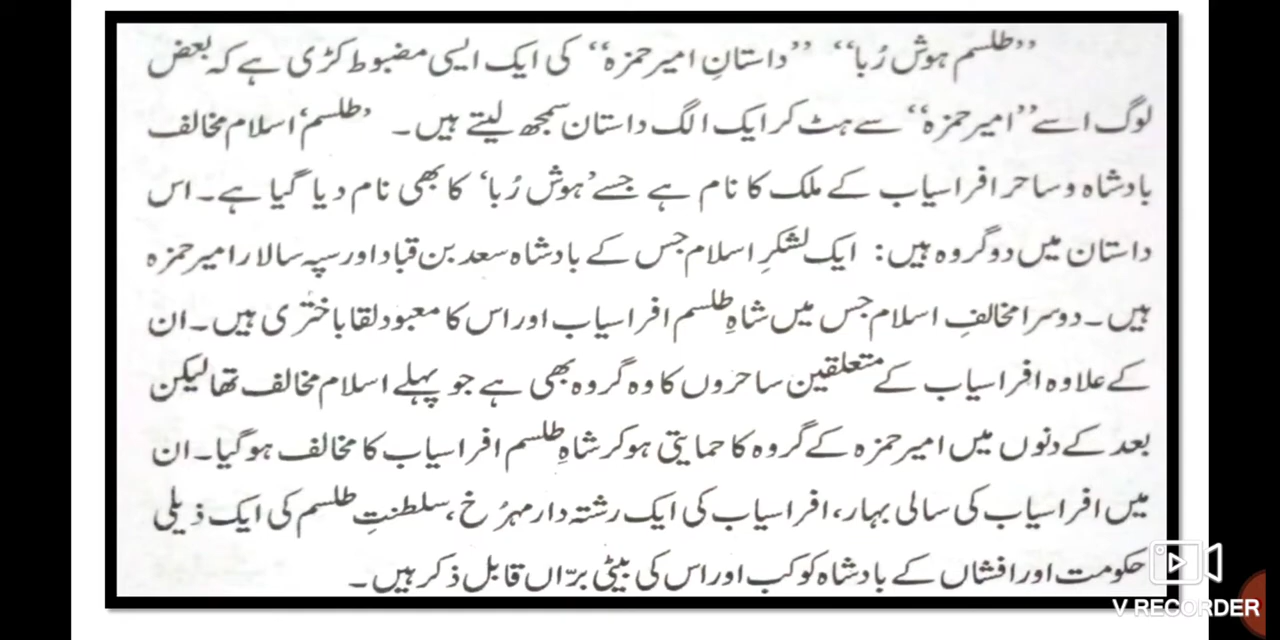 ’’طلسم ہوش رُبا‘‘ ’’داستانِ امیر حمزہ‘‘ کی ایک ایسی مضبوط کڑی ہے کہ بعض
لوگ اسے ’’امیر حمزہ‘‘ سے ہٹ کر ایک الگ داستان سمجھ لیتے ہیں۔ ’طلسم‘ اسلام مخالف
بادشاہ و ساحر افراسیاب کے ملک کا نام ہے جسے ’ہوش رُبا‘ کا بھی نام دیا گیا ہے۔ اس
داستان میں دو گروہ ہیں: ایک لشکرِ اسلام جس کے بادشاہ سعد بن قباد اور سپہ سالار امیر حمزہ
ہیں۔ دوسرا مخالفِ اسلام جس میں شاہِ طلسم افراسیاب اور اس کا معبود لقا باختری ہیں۔ ان
کے علاوہ افراسیاب کے متعلقین ساحروں کا وہ گروہ بھی ہے جو پہلے اسلام مخالف تھا لیکن
بعد کے دنوں میں امیر حمزہ کے گروہ کا حمایتی ہو کر شاہِ طلسم افراسیاب کا مخالف ہو گیا۔ ان
میں افراسیاب کی سالی بہار، افراسیاب کی ایک رشتہ دار مہرُخ، سلطنتِ طلسم کی ایک ذیلی
حکومت اور افشاں کے بادشاہ کوکب اور اس کی بیٹی برّاں قابل ذکر ہیں۔
V RECORDER